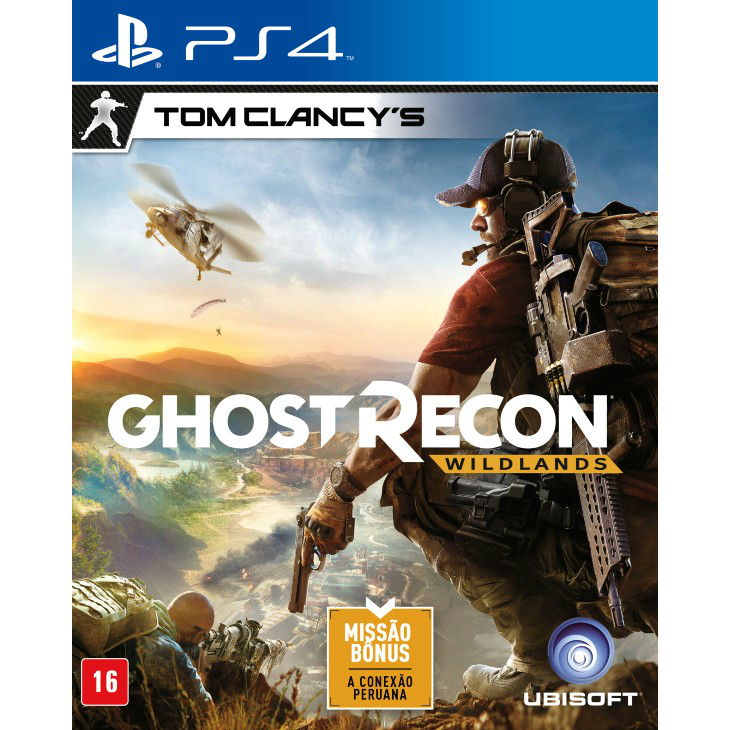 PS4
TOM CLANCY'S
GHOST RECON
WILDLANDS
MISSÃO
BÔNUS
A CONEXÃO
PERUANA
16
UBISOFT